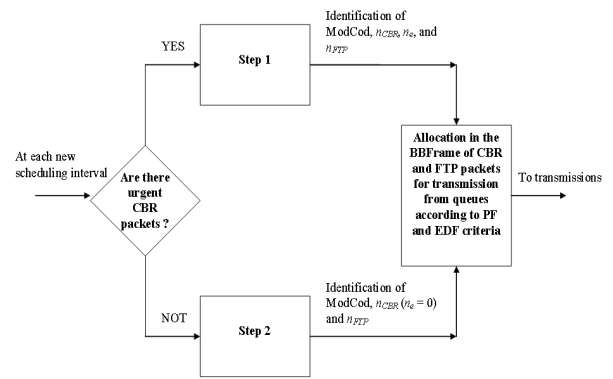 Identification of
ModCod, nCBR, ne, and
nFTP
YES
Step 1
At each new
scheduling interval
Are there
urgent
CBR
packets ?
Allocation in the
BBFrame of CBR
and FTP packets
for transmission
from queues
according to PF
and EDF criteria
To transmissions
Identification of
ModCod, nCBR (ne = 0)
and nFTP
NOT
Step 2